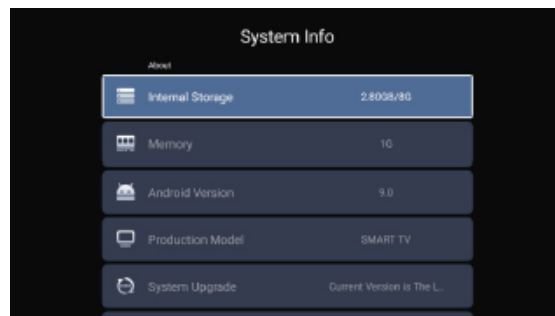 System Info
About
Internal Storage 2.80GB/8G
Memory 1G
Android Version 9.0
Production Model SMART TV
System Upgrade Current Version is The L...